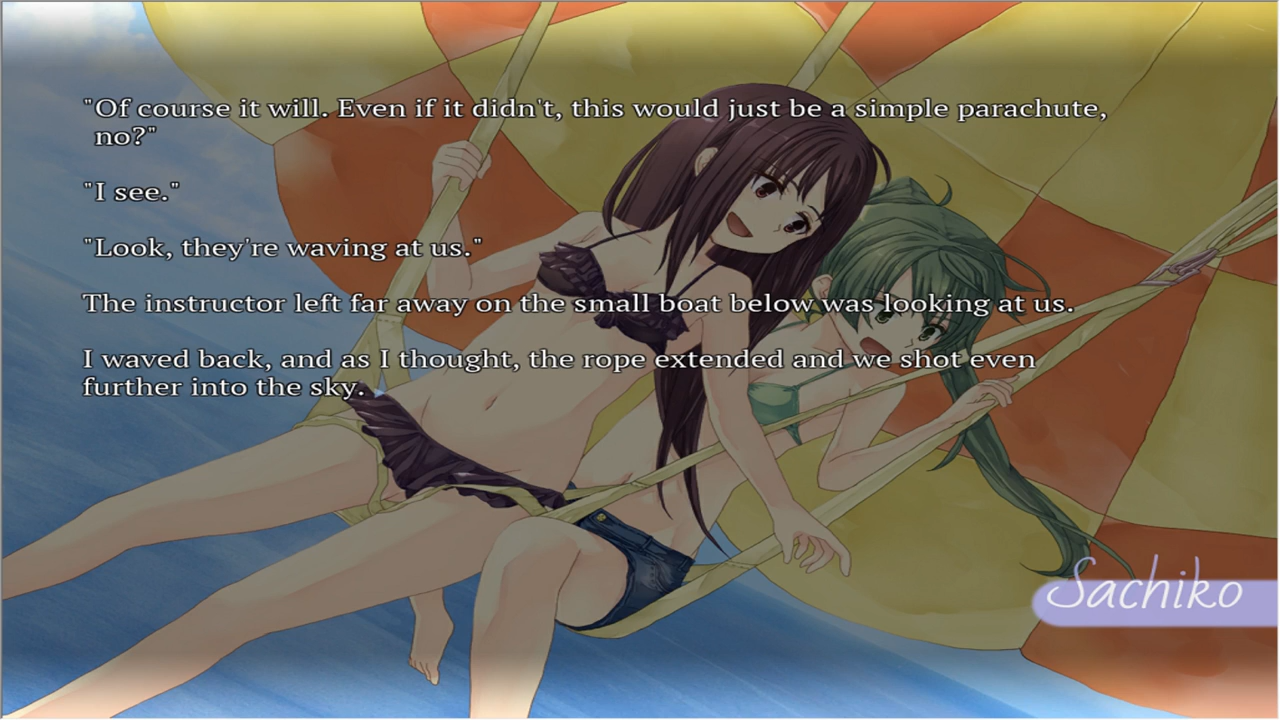 "Of course it will. Even if it didn't, this would just be a simple parachute,
no?"
"I see."
"Look, they're waving at us."
The instructor left far away on the small boat below was looking at us.
I waved back, and as I thought, the rope extended and we shot even
further into the sky.
Sachiko